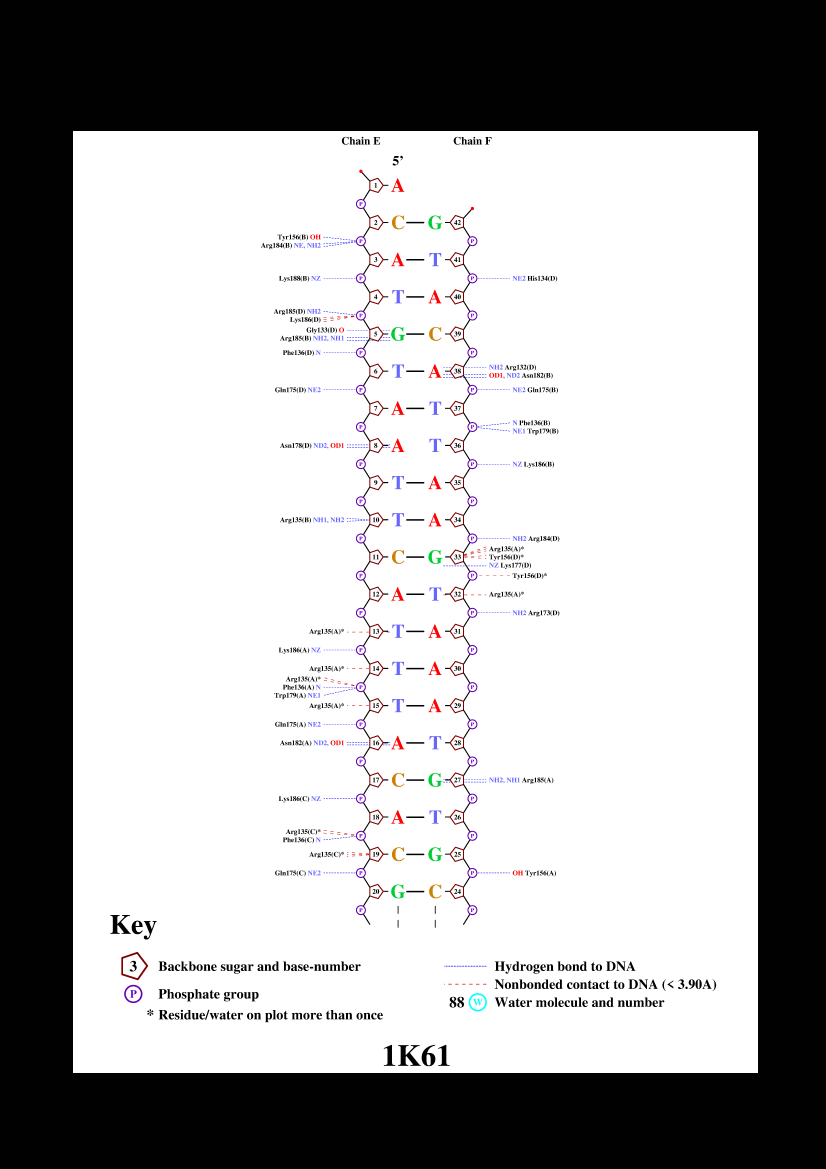 Chain E Chain F
5’
1 A
P
2 C G 42
Tyr156(B) OH
P P
Arg184(B) NE, NH2
3 A T 41
Lys188(B) NZ P P NE2 His134(D)
4 T A 40
Arg185(D) NH2
P P
Lys186(D)
Gly133(D) O
5 G C 39
Arg185(B) NH2, NH1
Phe136(D) N P P
NH2 Arg132(D)
6 T A 38
OD1, ND2 Asn182(B)
Gln175(D) NE2 P P NE2 Gln175(B)
7 A T 37
N Phe136(B)
P P
NE1 Trp179(B)
Asn178(D) ND2, OD1 8 A T 36
P P NZ Lys186(B)
9 T A 35
P P
Arg135(B) NH1, NH2 10 T A 34
P P NH2 Arg184(D)
Arg135(A)*
11 C G 33 Tyr156(D)*
NZ Lys177(D)
P P Tyr156(D)*
12 A T 32 Arg135(A)*
P P NH2 Arg173(D)
Arg135(A)* 13 T A 31
Lys186(A) NZ P P
Arg135(A)* 14 T A 30
Arg135(A)*
Phe136(A) N P P
Trp179(A) NE1
Arg135(A)* 15 T A 29
Gln175(A) NE2 P P
Asn182(A) ND2, OD1 16 A T 28
P P
17 C G 27 NH2, NH1 Arg185(A)
Lys186(C) NZ P P
18 A T 26
Arg135(C)*
P P
Phe136(C) N
Arg135(C)* 19 C G 25
Gln175(C) NE2 P P OH Tyr156(A)
20 G C 24
P P
Key
3 Backbone sugar and base-number
P Phosphate group
* Residue/water on plot more than once
Hydrogen bond to DNA
Nonbonded contact to DNA (< 3.90A)
88 W Water molecule and number
1K61